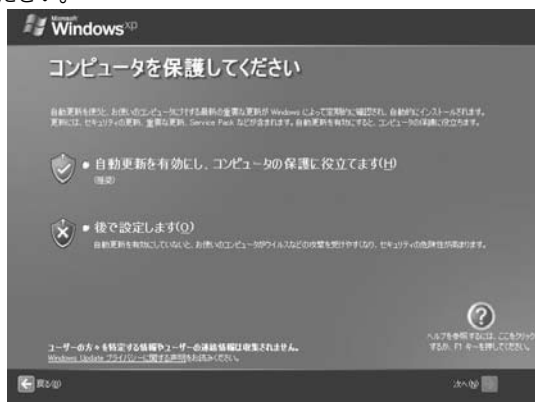 ださい。
Microsoft
Windows xp
コンピュータを保護してください
自動更新を使うと、お使いのコンピュータに対する最新の重要な更新が Windows によって定期的に確認され、自動的にインストールされます。
更新には、セキュリティの更新、重要な更新、Service Pack などが含まれます。自動更新を有効にすると、コンピュータの保護に役立ちます。
自動更新を有効にし、コンピュータの保護に役立てます(H)
(推奨)
後で設定します(O)
自動更新を有効にしていないと、お使いのコンピュータがウイルスなどの攻撃を受けやすくなり、セキュリティの危険性が高まります。
ヘルプを参照するには、ここをクリック
するか、F1 キーを押してください。
ユーザーの方々を特定する情報やユーザーの連絡情報は収集されません。
Windows Update プライバシーに関する声明をお読みください。
戻る(B)
次へ(N)